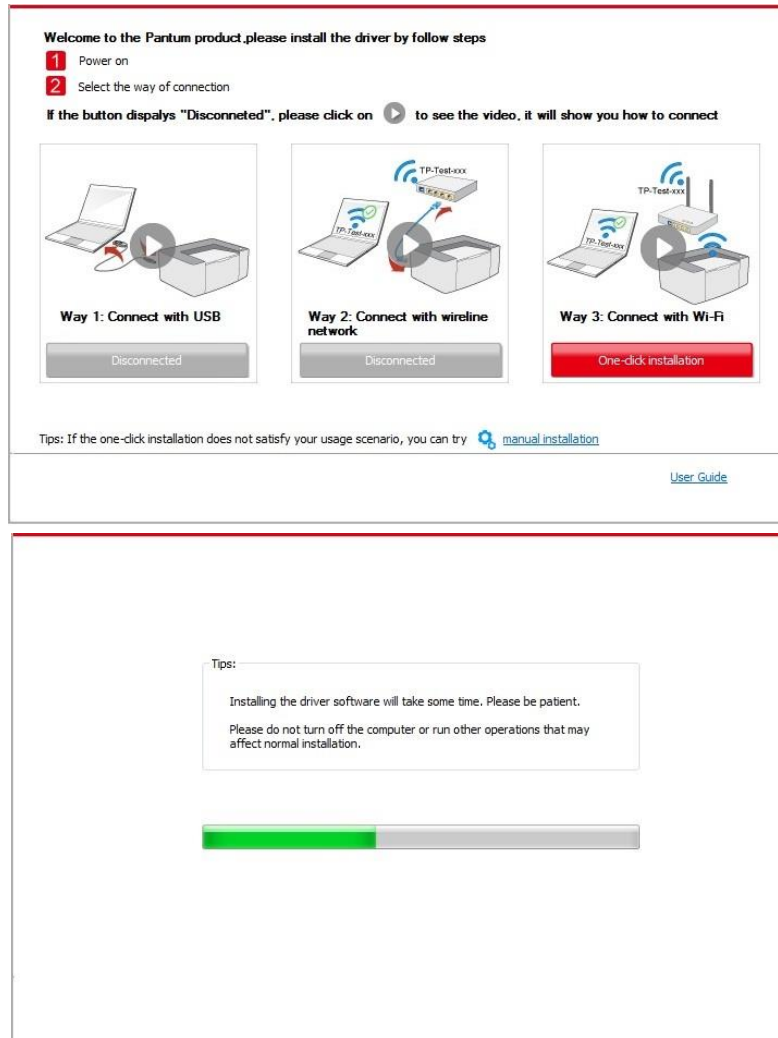 Welcome to the Pantum product,please install the driver by follow steps
1 Power on
2 Select the way of connection
If the button dispalys "Disconneted", please click on to see the video, it will show you how to connect
TP-Test-xxx
TP-Test-xxx
TP-Test-xxx
TP-Test-xxx
Way 1: Connect with USB
Way 2: Connect with wireline
network
Way 3: Connect with Wi-Fi
Disconnected
Disconnected
One-click installation
Tips: If the one-click installation does not satisfy your usage scenario, you can try manual installation
User Guide
Tips:
Installing the driver software will take some time. Please be patient.
Please do not turn off the computer or run other operations that may
affect normal installation.